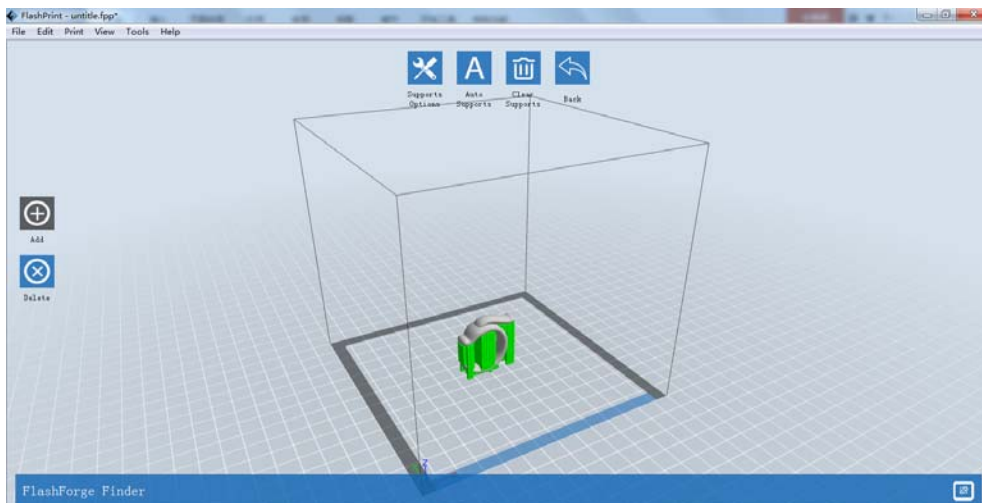 FlashPrint - untitle.fpp*
File Edit Print View Tools Help
A
Supports Options
Auto Supports
Clear Supports
Back
Add
Delete
Z
FlashForge Finder